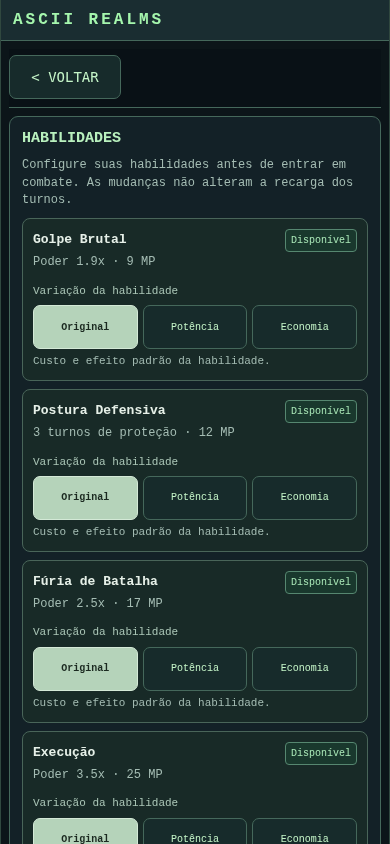 ASCII REALMS
< VOLTAR
HABILIDADES
Configure suas habilidades antes de entrar em
combate. As mudanças não alteram a recarga dos
turnos.
Golpe Brutal
Disponível
Poder 1.9x · 9 MP
Variação da habilidade
Original
Potência
Economia
Custo e efeito padrão da habilidade.
Postura Defensiva
Disponível
3 turnos de proteção · 12 MP
Variação da habilidade
Original
Potência
Economia
Custo e efeito padrão da habilidade.
Fúria de Batalha
Disponível
Poder 2.5x · 17 MP
Variação da habilidade
Original
Potência
Economia
Custo e efeito padrão da habilidade.
Execução
Disponível
Poder 3.5x · 25 MP
Variação da habilidade
Original
Potência
Economia